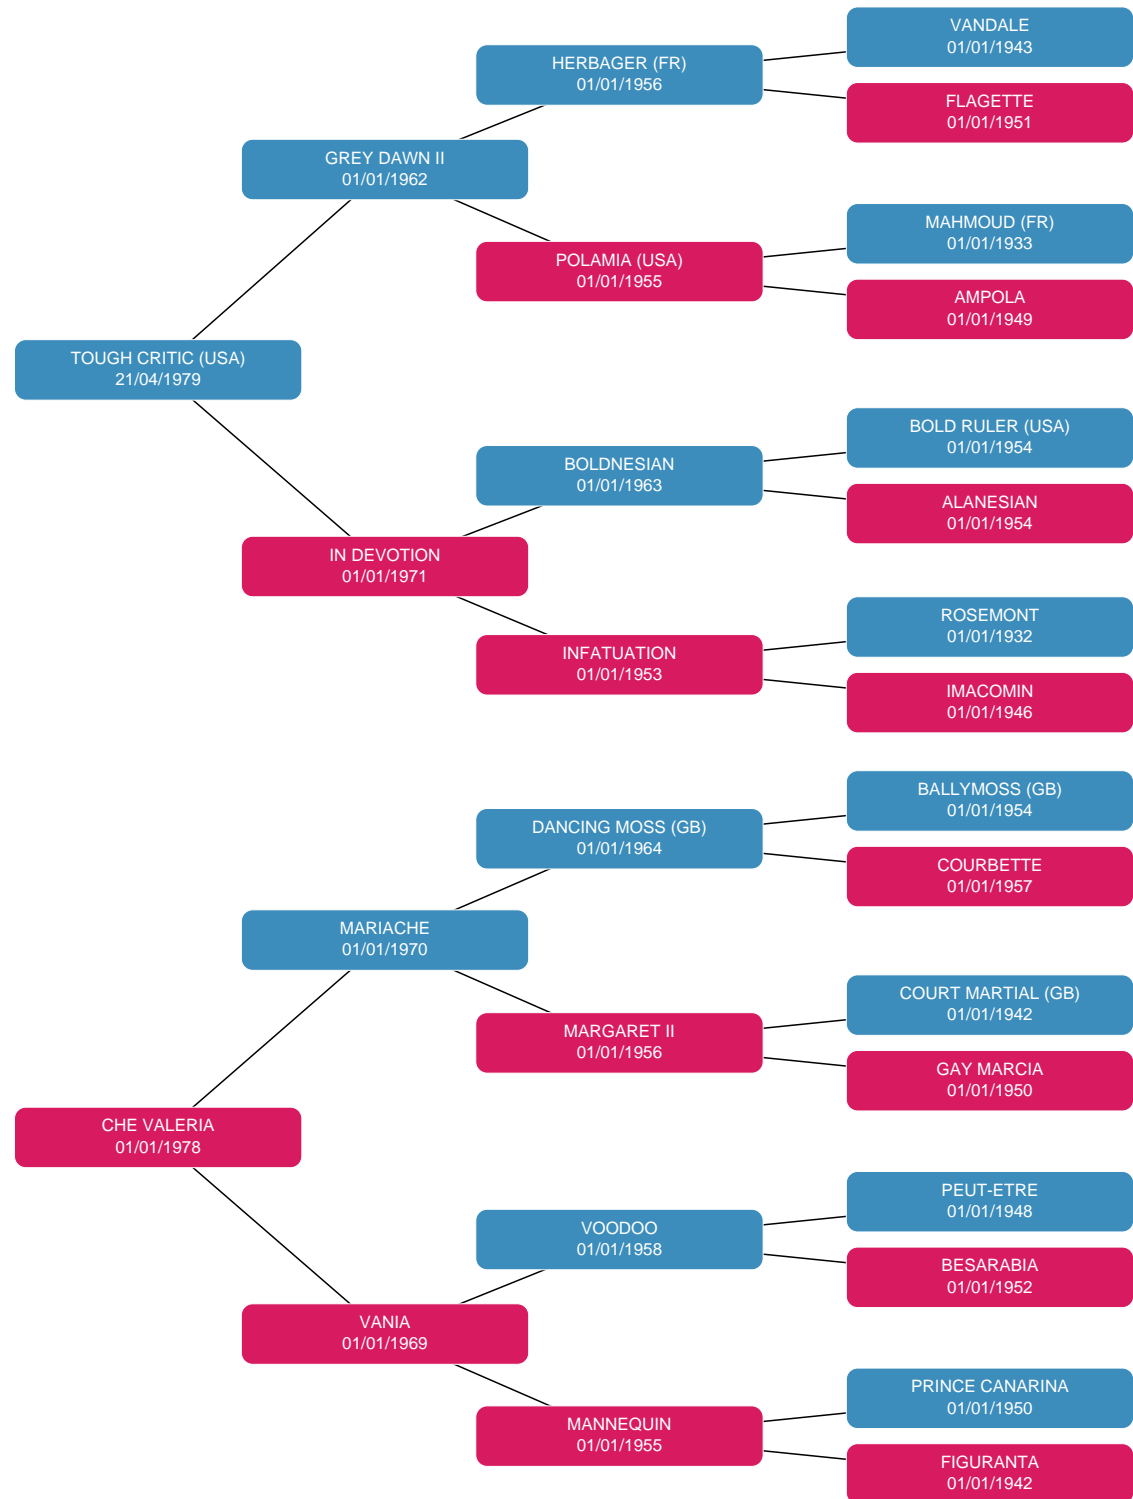 VANDALE
01/01/1943
HERBAGER (FR)
01/01/1956
FLAGETTE
01/01/1951
GREY DAWN II
01/01/1962
MAHMOUD (FR)
01/01/1933
POLAMIA (USA)
01/01/1955
AMPOLA
01/01/1949
TOUGH CRITIC (USA)
21/04/1979
BOLD RULER (USA)
01/01/1954
BOLDNESIAN
01/01/1963
ALANESIAN
01/01/1954
IN DEVOTION
01/01/1971
ROSEMONT
01/01/1932
INFATUATION
01/01/1953
IMACOMIN
01/01/1946
BALLYMOSS (GB)
01/01/1954
DANCING MOSS (GB)
01/01/1964
COURBETTE
01/01/1957
MARIACHE
01/01/1970
COURT MARTIAL (GB)
01/01/1942
MARGARET II
01/01/1956
GAY MARCIA
01/01/1950
CHE VALERIA
01/01/1978
PEUT-ETRE
01/01/1948
VOODOO
01/01/1958
BESARABIA
01/01/1952
VANIA
01/01/1969
PRINCE CANARINA
01/01/1950
MANNEQUIN
01/01/1955
FIGURANTA
01/01/1942